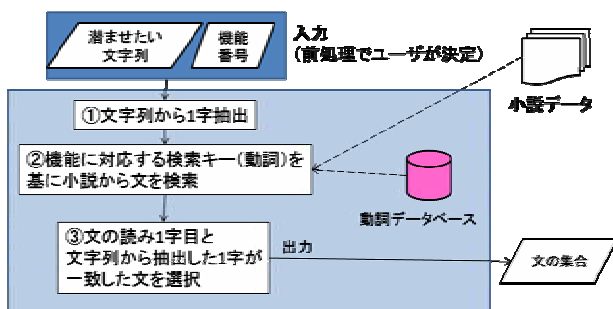 潜ませたい
文字列
機能
番号
入力
(前処理でユーザが決定)
小説データ
①文字列から1字抽出
②機能に対応する検索キー(動詞)を
基に小説から文を検索
動詞データベース
③文の読み1字目と
文字列から抽出した1字が
一致した文を選択
出力
文の集合